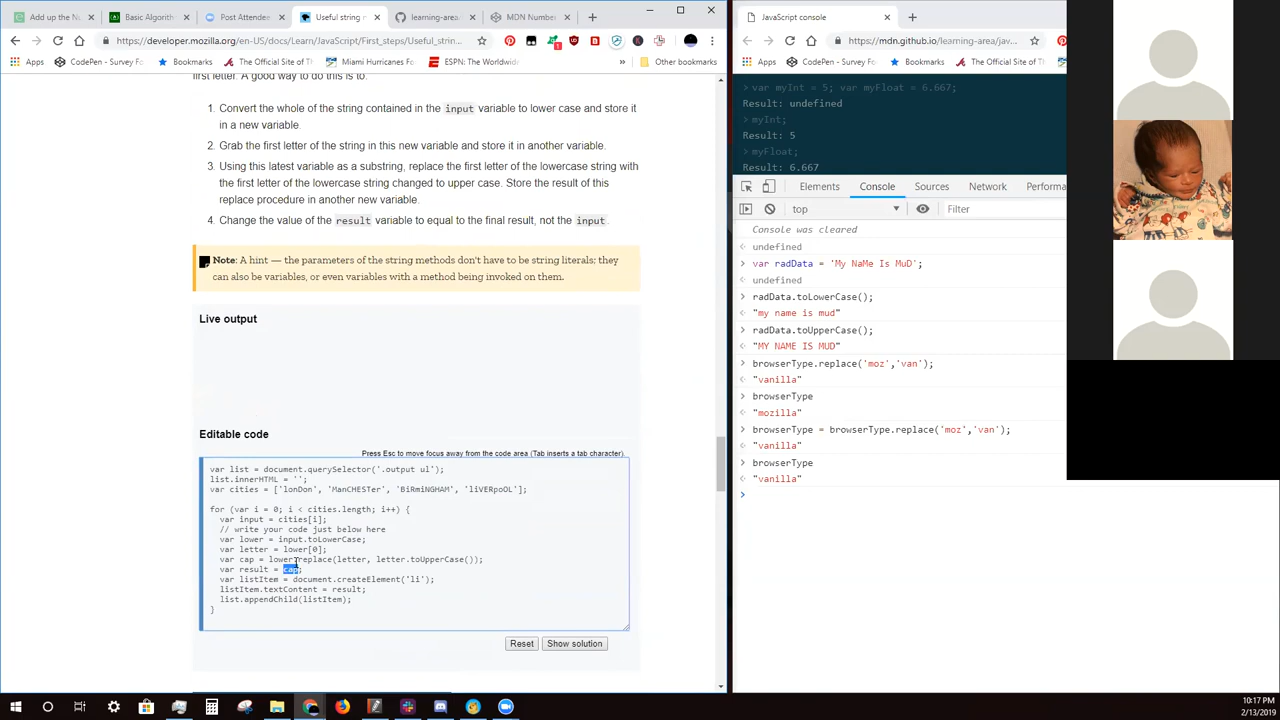 Add up the Nu
Basic Algorith
Post Attendee
Useful string m
learning-area
MDN Number
JavaScript console
https://developer.mozilla.org/en-US/docs/Learn/JavaScript/First_steps/Useful_strin...
https://mdn.github.io/learning-area/jav...
Apps
CodePen - Survey Fo
Bookmarks
The Official Site of
Miami Hurricanes Fo
ESPN: The Worldwide
»
Other bookmarks
Apps
CodePen - Survey Fo
Bookmarks
The Official Site of
first letter. A good way to do this is to:
1. Convert the whole of the string contained in the input variable to lower case and store it
in a new variable.
2. Grab the first letter of the string in this new variable and store it in another variable.
3. Using this latest variable as a substring, replace the first letter of the lowercase string with
the first letter of the lowercase string changed to upper case. Store the result of this
replace procedure in another new variable.
4 Change the value of the result variable to equal to the final result, not the input.
Note: A hint — the parameters of the string methods don't have to be string literals; they
can also be variables, or even variables with a method being invoked on them.
Live output
Editable code
Press Esc to move focus away from the code area (Tab inserts a tab character).
var list = document.querySelector('.output ul');
list.innerHTML = '';
var cities = ['lonDon', 'ManCHESTer', 'BiRmiNGHAM', 'liVERpoOL'];
for (var i = 0; i < cities.length; i++) {
var input = cities[i];
// write your code just below here
var lower = input.toLowerCase;
var letter = lower[0];
var cap = lower.replace(letter, letter.toUpperCase());
var result = cap;
var listItem = document.createElement('li');
listItem.textContent = result;
list.appendChild(listItem);
}
Reset
Show solution
> var myInt = 5; var myFloat = 6.667;
Result: undefined
> myInt;
Result: 5
> myFloat;
Result: 6.667
Elements
Console
Sources
Network
Performa
top
Filter
Console was cleared
undefined
var radData = 'My NaMe Is MuD';
undefined
radData.toLowerCase();
"my name is mud"
radData.toUpperCase();
"MY NAME IS MUD"
browserType.replace('moz','van');
"vanilla"
browserType
"mozilla"
browserType = browserType.replace('moz','van');
"vanilla"
browserType
"vanilla"
10:17 PM
2/13/2019